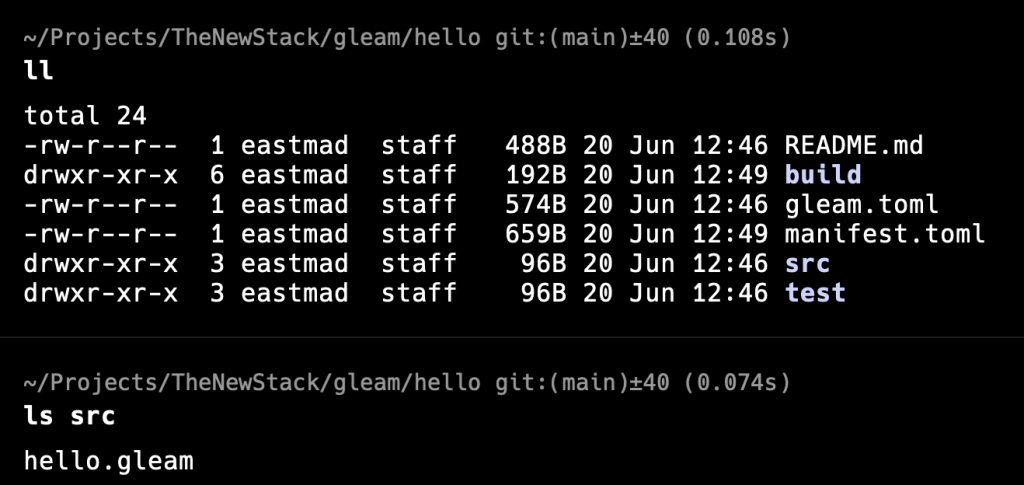 ~/Projects/TheNewStack/gleam/hello git:(main)±40 (0.108s)
ll
total 24
-rw-r--r--  1 eastmad  staff   488B 20 Jun 12:46 README.md
drwxr-xr-x  6 eastmad  staff   192B 20 Jun 12:49 build
-rw-r--r--  1 eastmad  staff   574B 20 Jun 12:46 gleam.toml
-rw-r--r--  1 eastmad  staff   659B 20 Jun 12:49 manifest.toml
drwxr-xr-x  3 eastmad  staff    96B 20 Jun 12:46 src
drwxr-xr-x  3 eastmad  staff    96B 20 Jun 12:46 test
~/Projects/TheNewStack/gleam/hello git:(main)±40 (0.074s)
ls src
hello.gleam